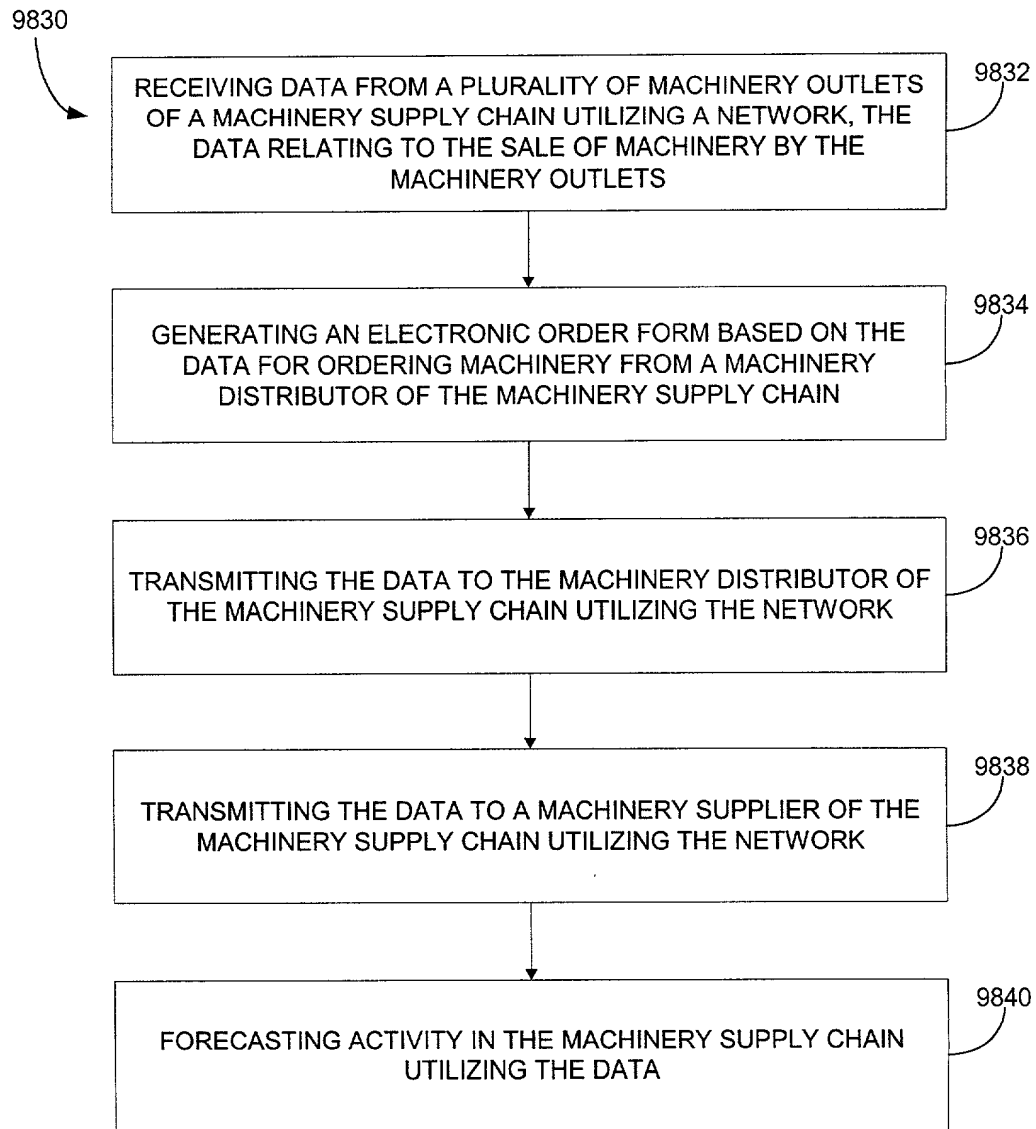 9830
RECEIVING DATA FROM A PLURALITY OF MACHINERY OUTLETS
OF A MACHINERY SUPPLY CHAIN UTILIZING A NETWORK, THE
DATA RELATING TO THE SALE OF MACHINERY BY THE
MACHINERY OUTLETS
9832
GENERATING AN ELECTRONIC ORDER FORM BASED ON THE
DATA FOR ORDERING MACHINERY FROM A MACHINERY
DISTRIBUTOR OF THE MACHINERY SUPPLY CHAIN
9834
TRANSMITTING THE DATA TO THE MACHINERY DISTRIBUTOR OF
THE MACHINERY SUPPLY CHAIN UTILIZING THE NETWORK
9836
TRANSMITTING THE DATA TO A MACHINERY SUPPLIER OF THE
MACHINERY SUPPLY CHAIN UTILIZING THE NETWORK
9838
FORECASTING ACTIVITY IN THE MACHINERY SUPPLY CHAIN
UTILIZING THE DATA
9840